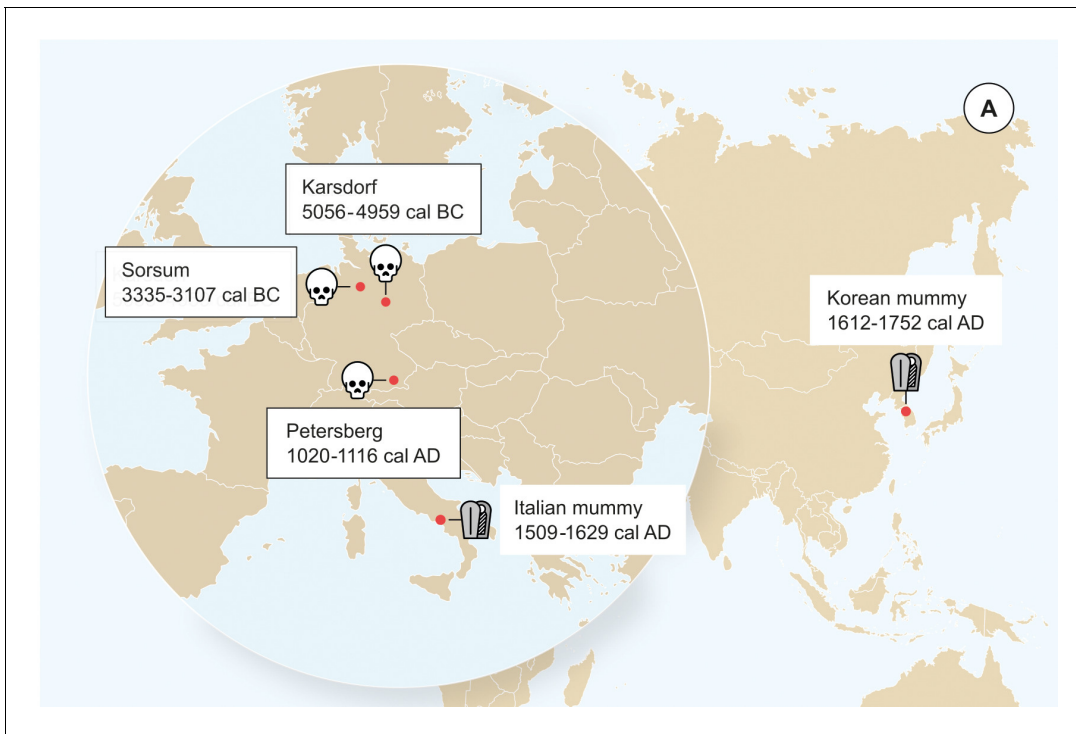 A
Karsdorf
5056-4959 cal BC
Sorsum
3335-3107 cal BC
Korean mummy
1612-1752 cal AD
Petersberg
1020-1116 cal AD
Italian mummy
1509-1629 cal AD